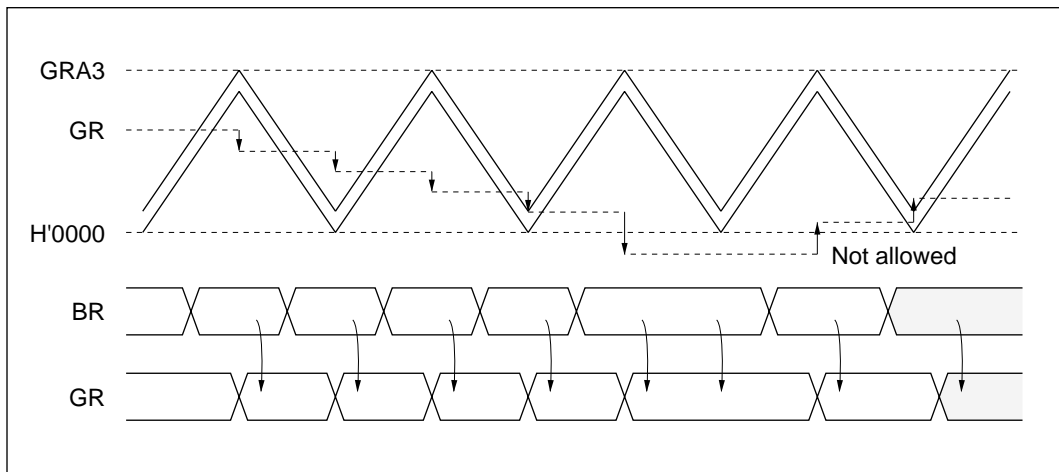 GRA3
GR
H'0000
Not allowed
BR
GR